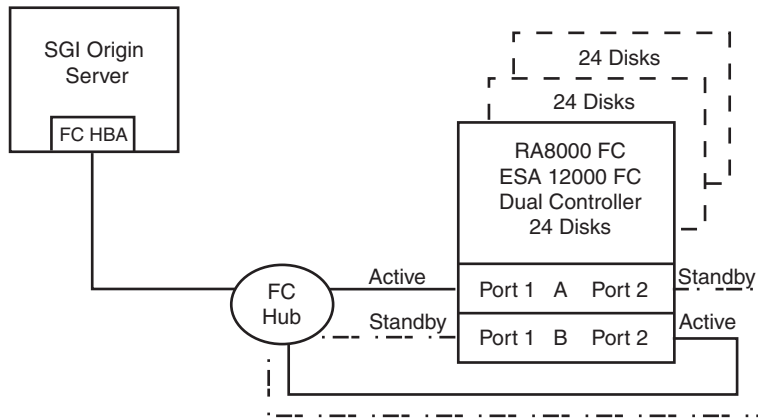 SGI Origin
Server
FC HBA
24 Disks
24 Disks
RA8000 FC
ESA 12000 FC
Dual Controller
24 Disks
FC
Hub
Active
Port 1 A Port 2
Standby
Standby
Port 1 B Port 2
Active